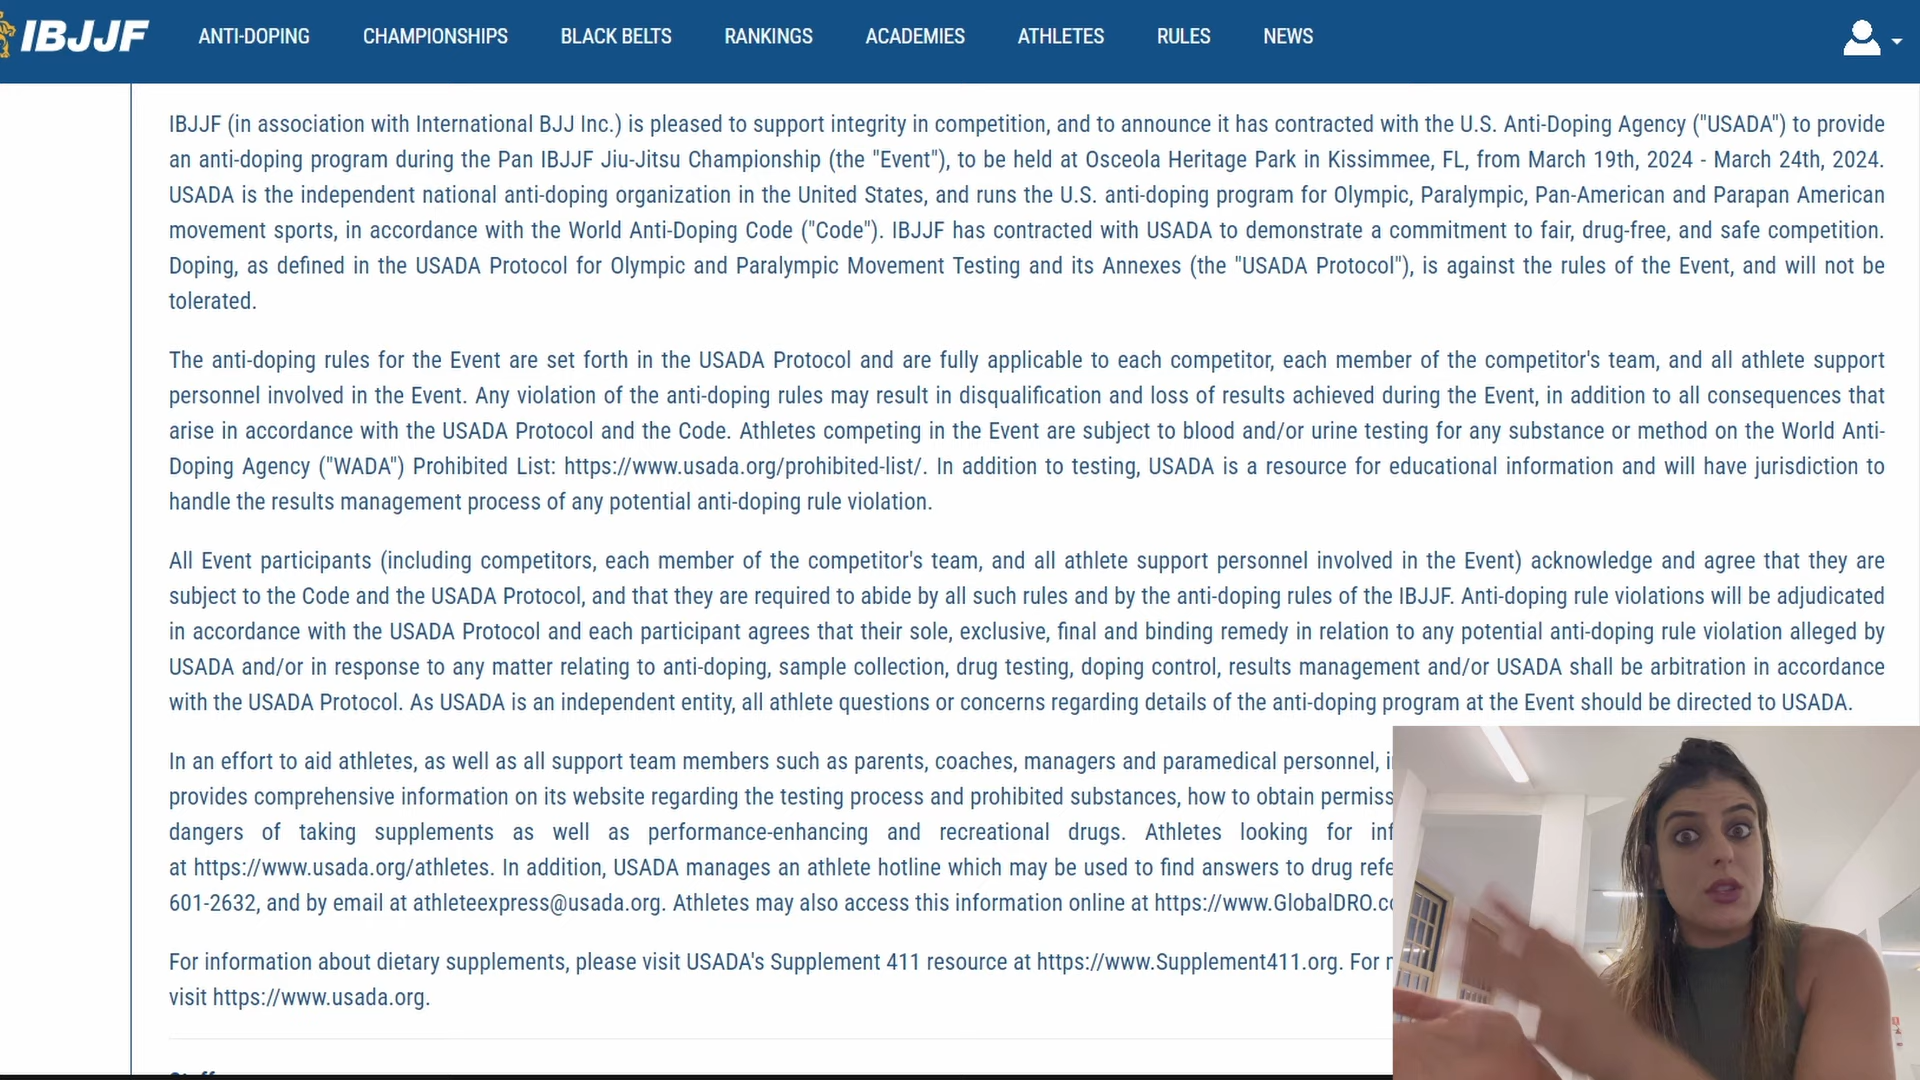 IBJJF ANTI-DOPING CHAMPIONSHIPS BLACK BELTS RANKINGS ACADEMIES ATHLETES RULES NEWS
IBJJF (in association with International BJJ Inc.) is pleased to support integrity in competition, and to announce it has contracted with the U.S. Anti-Doping Agency ("USADA") to provide
an anti-doping program during the Pan IBJJF Jiu-Jitsu Championship (the "Event"), to be held at Osceola Heritage Park in Kissimmee, FL, from March 19th, 2024 - March 24th, 2024.
USADA is the independent national anti-doping organization in the United States, and runs the U.S. anti-doping program for Olympic, Paralympic, Pan-American and Parapan American
movement sports, in accordance with the World Anti-Doping Code ("Code"). IBJJF has contracted with USADA to demonstrate a commitment to fair, drug-free, and safe competition.
Doping, as defined in the USADA Protocol for Olympic and Paralympic Movement Testing and its Annexes (the "USADA Protocol"), is against the rules of the Event, and will not be
tolerated.
The anti-doping rules for the Event are set forth in the USADA Protocol and are fully applicable to each competitor, each member of the competitor's team, and all athlete support
personnel involved in the Event. Any violation of the anti-doping rules may result in disqualification and loss of results achieved during the Event, in addition to all consequences that
arise in accordance with the USADA Protocol and the Code. Athletes competing in the Event are subject to blood and/or urine testing for any substance or method on the World Anti-
Doping Agency ("WADA") Prohibited List: https://www.usada.org/prohibited-list/. In addition to testing, USADA is a resource for educational information and will have jurisdiction to
handle the results management process of any potential anti-doping rule violation.
All Event participants (including competitors, each member of the competitor's team, and all athlete support personnel involved in the Event) acknowledge and agree that they are
subject to the Code and the USADA Protocol, and that they are required to abide by all such rules and by the anti-doping rules of the IBJJF. Anti-doping rule violations will be adjudicated
in accordance with the USADA Protocol and each participant agrees that their sole, exclusive, final and binding remedy in relation to any potential anti-doping rule violation alleged by
USADA and/or in response to any matter relating to anti-doping, sample collection, drug testing, doping control, results management and/or USADA shall be arbitration in accordance
with the USADA Protocol. As USADA is an independent entity, all athlete questions or concerns regarding details of the anti-doping program at the Event should be directed to USADA.
In an effort to aid athletes, as well as all support team members such as parents, coaches, managers and paramedical personnel,
provides comprehensive information on its website regarding the testing process and prohibited substances, how to obtain
dangers of taking supplements as well as performance-enhancing and recreational drugs. Athletes looking for
at https://www.usada.org/athletes. In addition, USADA manages an athlete hotline which may be used to find answers to drug
601-2632, and by email at athleteexpress@usada.org. Athletes may also access this information online at https://www.GlobalDRO.co
For information about dietary supplements, please visit USADA's Supplement 411 resource at https://www.Supplement411.org. For
visit https://www.usada.org.